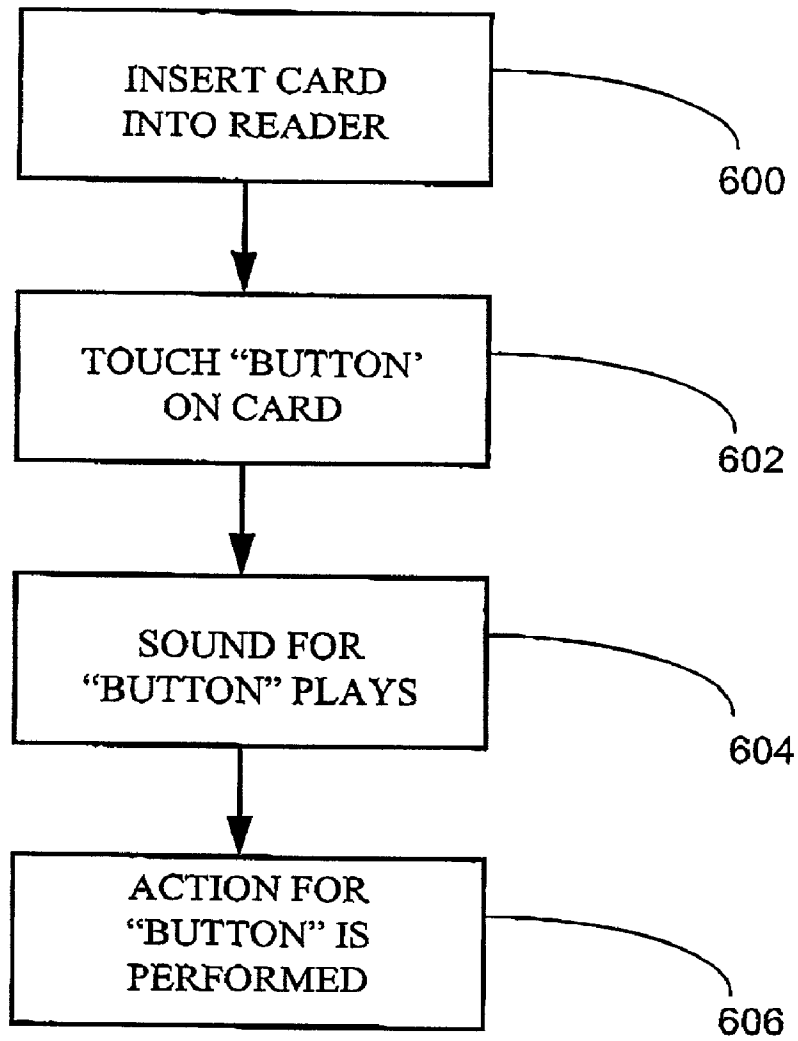 INSERT CARD
INTO READER
600
TOUCH “BUTTON’
ON CARD
602
SOUND FOR
“BUTTON” PLAYS
604
ACTION FOR
“BUTTON” IS
PERFORMED
606